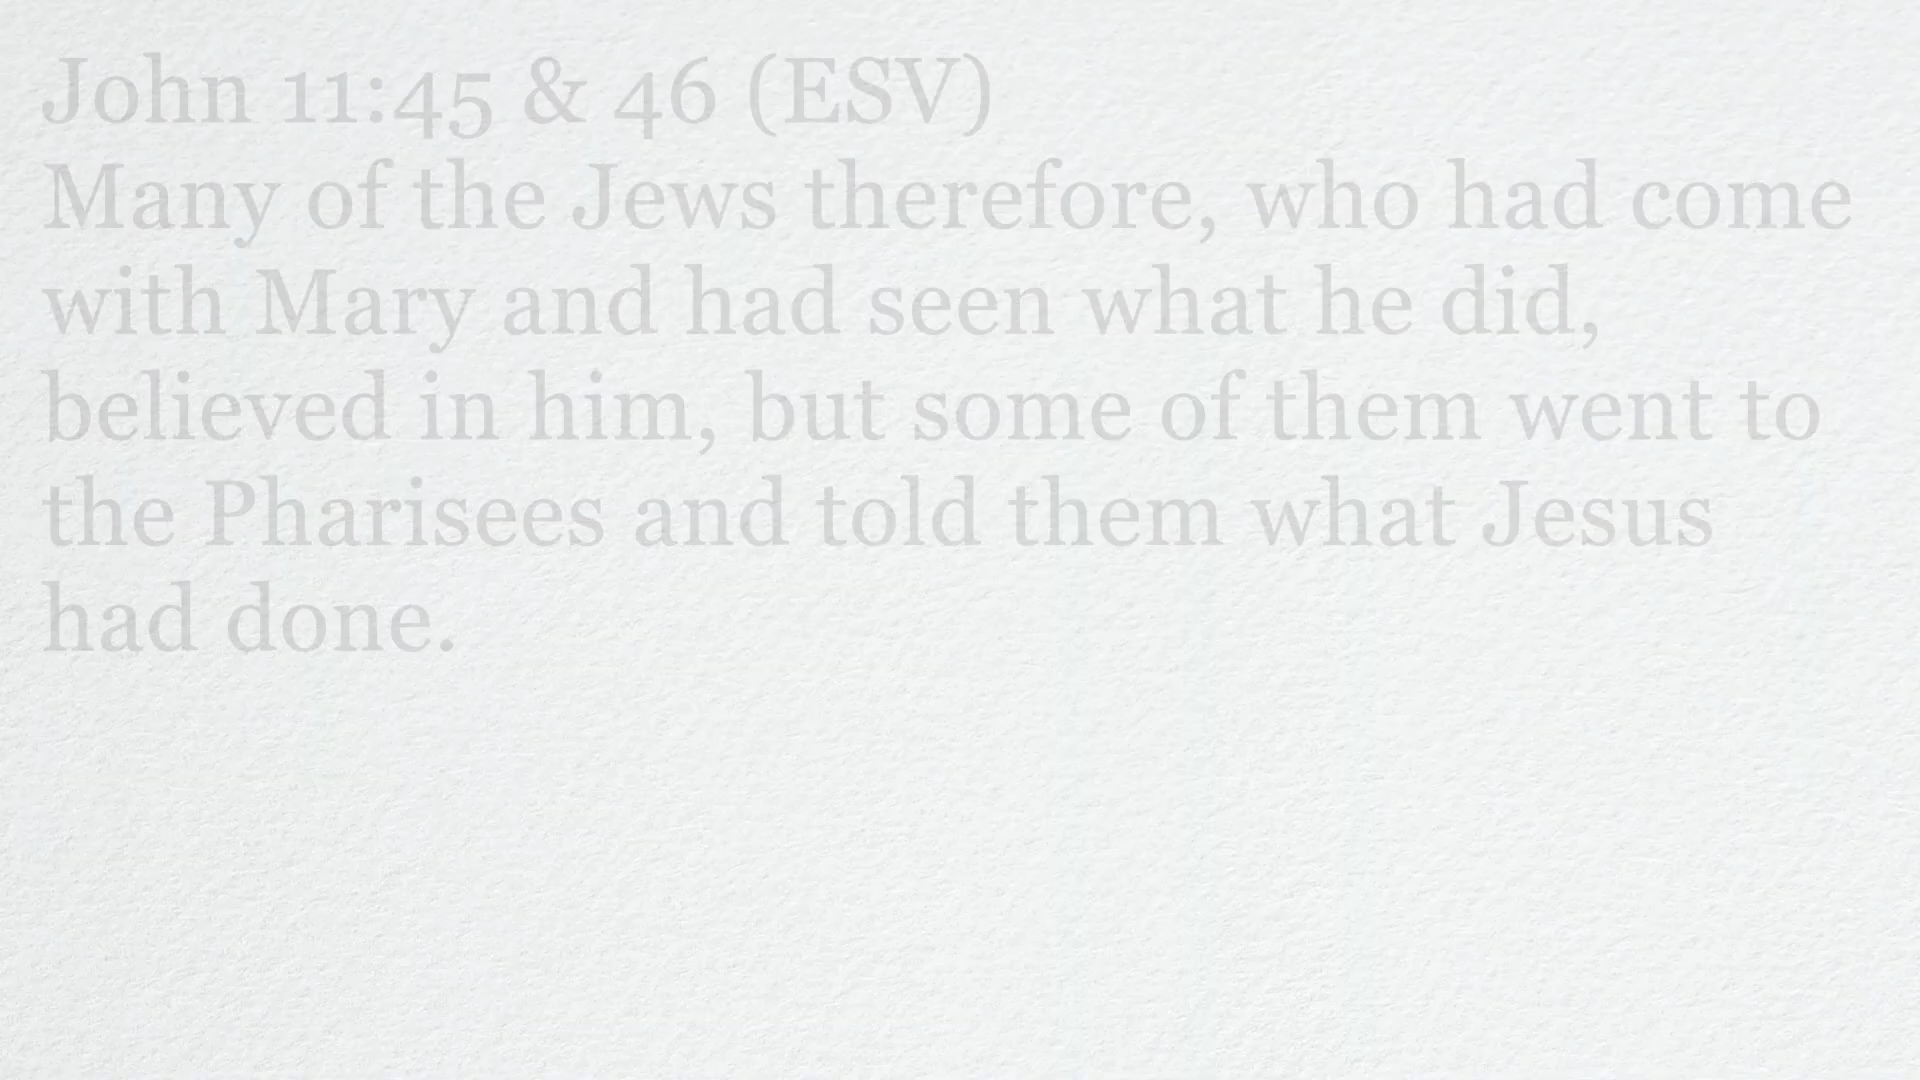 John 11:45 & 46 (ESV)
Many of the Jews therefore, who had come
with Mary and had seen what he did,
believed in him, but some of them went to
the Pharisees and told them what Jesus
had done.